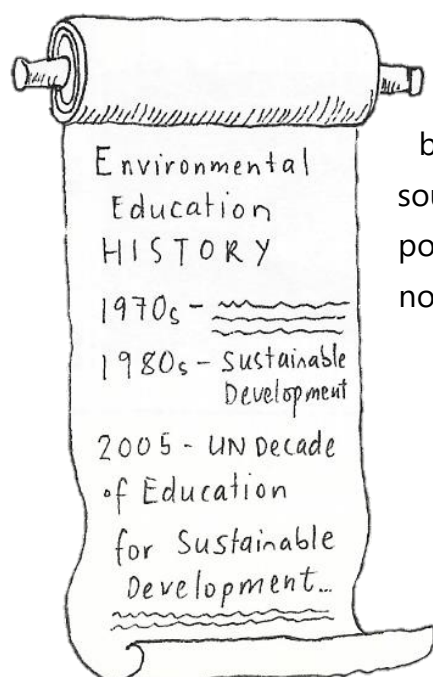 Environmental
Education
HISTORY
1970s -
1980s - Sustainable
Development
2005 - UN Decade
of Education
for Sustainable
Development...